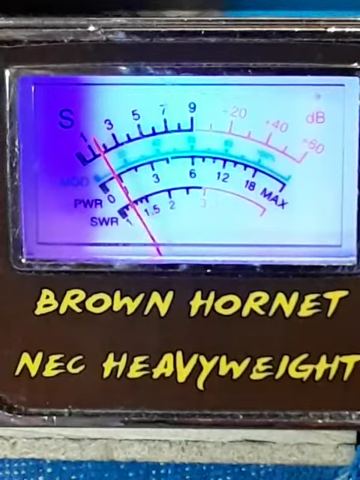 S 1 3 5 7 9 +20 +40 +60 dB
MOD
PWR 0 1 3 6 12 18 MAX
SWR 1 1.5 2 3
BROWN HORNET
NEC HEAVYWEIGHT